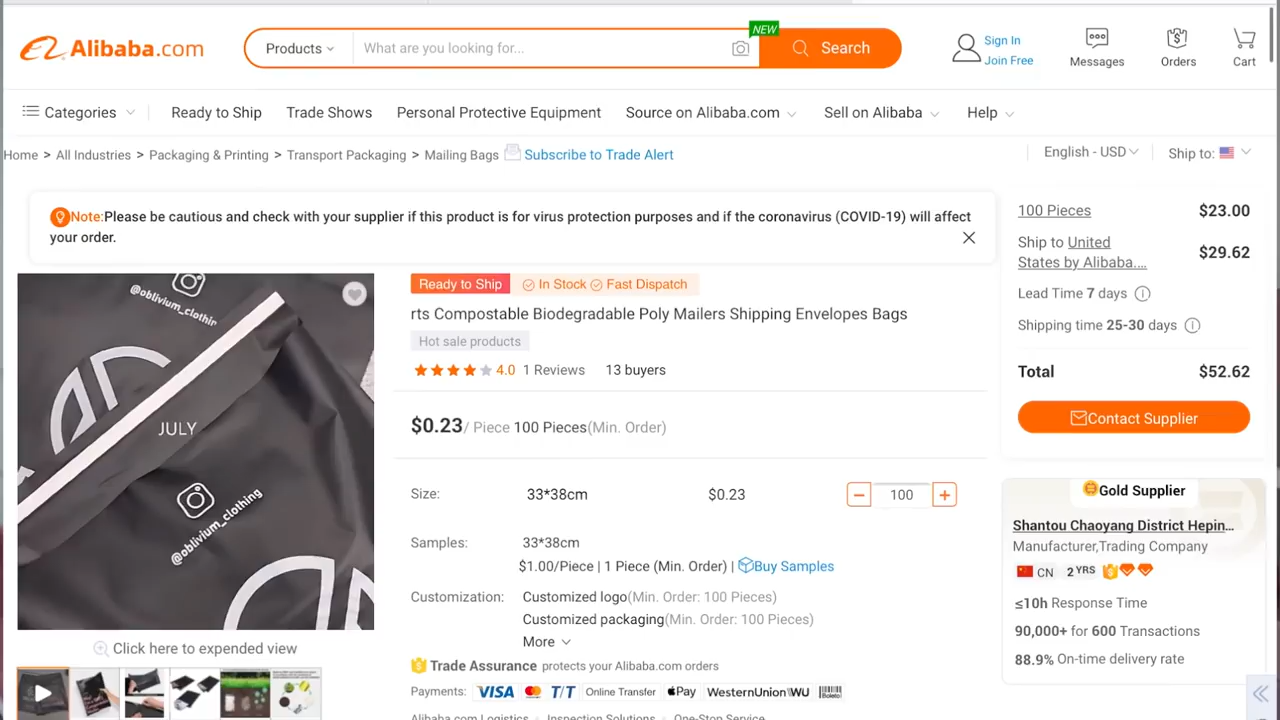 Alibaba.com
Products
What are you looking for...
NEW
Search
Sign In
Join Free
Messages
Orders
Cart
Categories
Ready to Ship
Trade Shows
Personal Protective Equipment
Source on Alibaba.com
Sell on Alibaba
Help
Home > All Industries > Packaging & Printing > Transport Packaging > Mailing Bags
Subscribe to Trade Alert
English - USD
Ship to:
Note:Please be cautious and check with your supplier if this product is for virus protection purposes and if the coronavirus (COVID-19) will affect
your order.
@oblivium_clothing
JULY
@oblivium_clothing
Click here to expended view
Ready to Ship
In Stock
Fast Dispatch
rts Compostable Biodegradable Poly Mailers Shipping Envelopes Bags
Hot sale products
4.0 1 Reviews 13 buyers
$0.23/ Piece 100 Pieces(Min. Order)
Size: 33*38cm $0.23 − 100 +
Samples: 33*38cm
$1.00/Piece | 1 Piece (Min. Order) | Buy Samples
Customization: Customized logo(Min. Order: 100 Pieces)
Customized packaging(Min. Order: 100 Pieces)
More
Trade Assurance protects your Alibaba.com orders
Payments: VISA T/T Online Transfer Pay WesternUnion WU Boleto
Alibaba.com Logistics Inspection Solutions One-Stop Service
100 Pieces $23.00
Ship to United
States by Alibaba.... $29.62
Lead Time 7 days
Shipping time 25-30 days
Total $52.62
Contact Supplier
Gold Supplier
Shantou Chaoyang District Hepin...
Manufacturer,Trading Company
CN 2 YRS
≤10h Response Time
90,000+ for 600 Transactions
88.9% On-time delivery rate